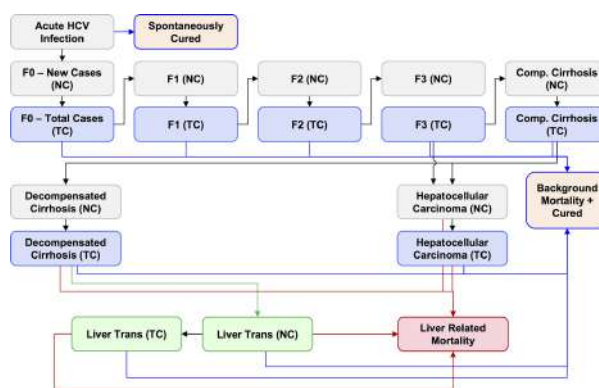 Acute HCV
Infection
Spontaneously
Cured
F0 – New Cases
(NC)
F1 (NC)
F2 (NC)
F3 (NC)
Comp. Cirrhosis
(NC)
F0 – Total Cases
(TC)
F1 (TC)
F2 (TC)
F3 (TC)
Comp. Cirrhosis
(TC)
Decompensated
Cirrhosis (NC)
Hepatocellular
Carcinoma (NC)
Background
Mortality +
Cured
Decompensated
Cirrhosis (TC)
Hepatocellular
Carcinoma (TC)
Liver Trans (TC)
Liver Trans (NC)
Liver Related
Mortality